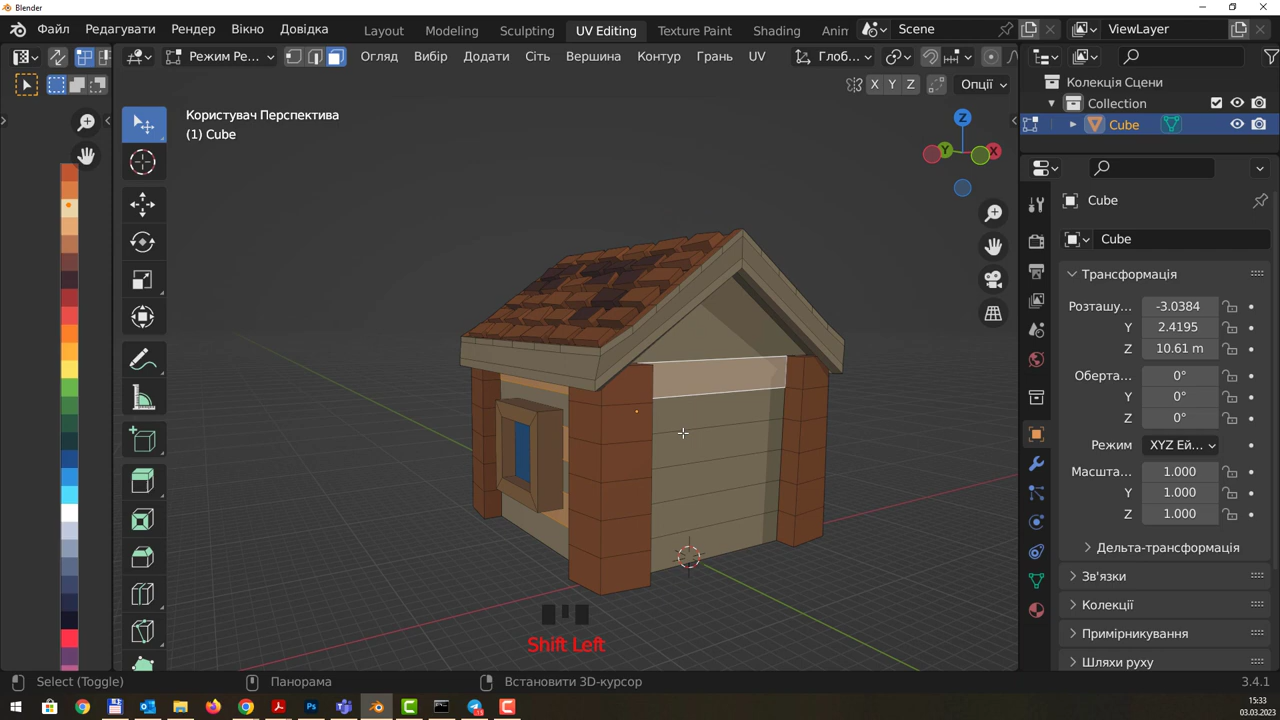 Blender
Файл Редагувати Рендер Вікно Довідка Layout Modeling Sculpting UV Editing Texture Paint Shading Anim Scene ViewLayer
Режим Ре... Огляд Вибір Додати Сіть Вершина Контур Грань UV Глоб...
X Y Z Опції
Колекція Сцени
Collection
Cube
Користувач Перспектива
(1) Cube
Z
Y X
Cube
Cube
Трансформація
Розташу... -3.0384
Y 2.4195
Z 10.61 m
Оберта... 0°
Y 0°
Z 0°
Режим XYZ Ей...
Масшта... 1.000
Y 1.000
Z 1.000
Дельта-трансформація
Зв'язки
Колекції
Примірникування
Шляхи руху
Shift Left
Select (Toggle) Панорама Встановити 3D-курсор 3.4.1
15:33
03.03.2023